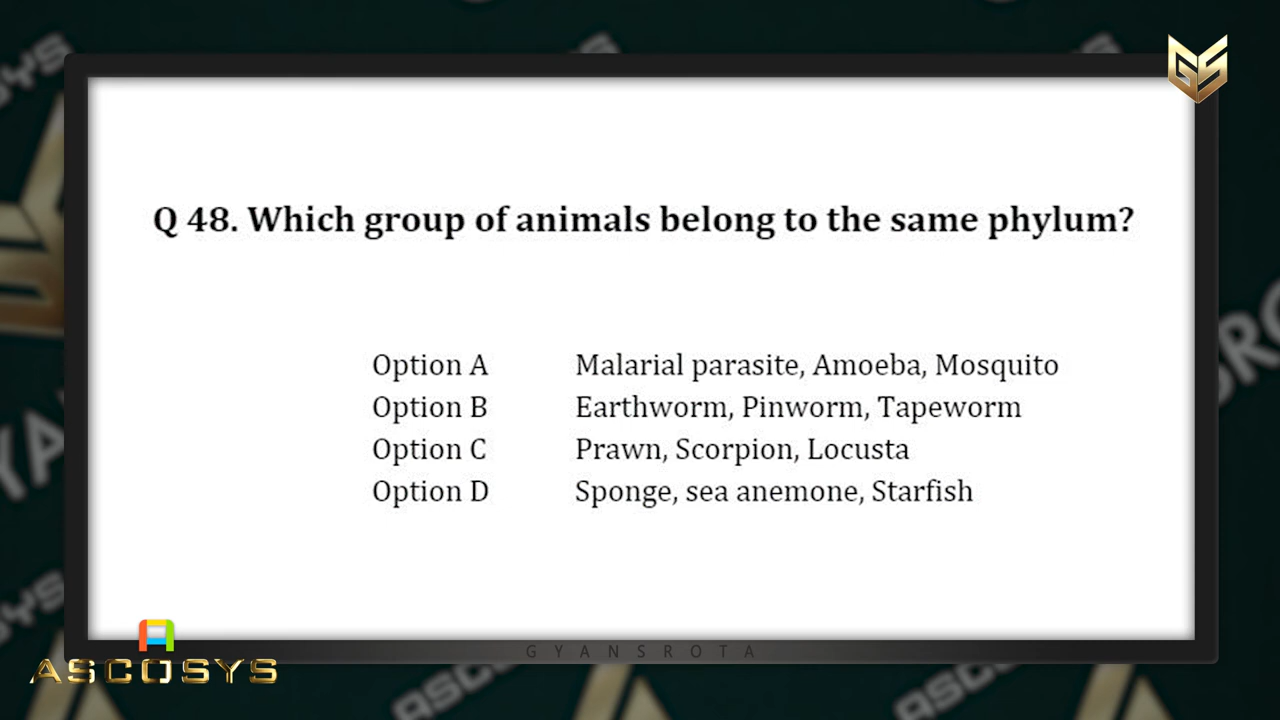 GS
Q 48. Which group of animals belong to the same phylum?
Option A Malarial parasite, Amoeba, Mosquito
Option B Earthworm, Pinworm, Tapeworm
Option C Prawn, Scorpion, Locusta
Option D Sponge, sea anemone, Starfish
GYANSROTA
ASCOSYS